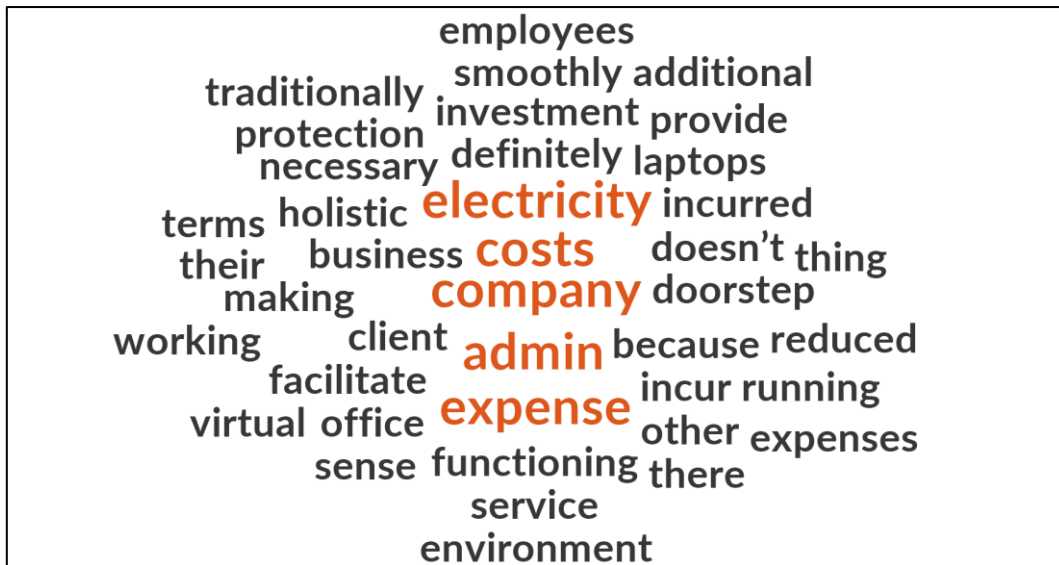 employees
smoothly additional
traditionally investment provide
protection
necessary definitely laptops
holistic electricity incurred
terms
business costs doesn’t thing
their
making company doorstep
working client admin because reduced
facilitate incur running
virtual office expense other expenses
sense functioning there
service
environment